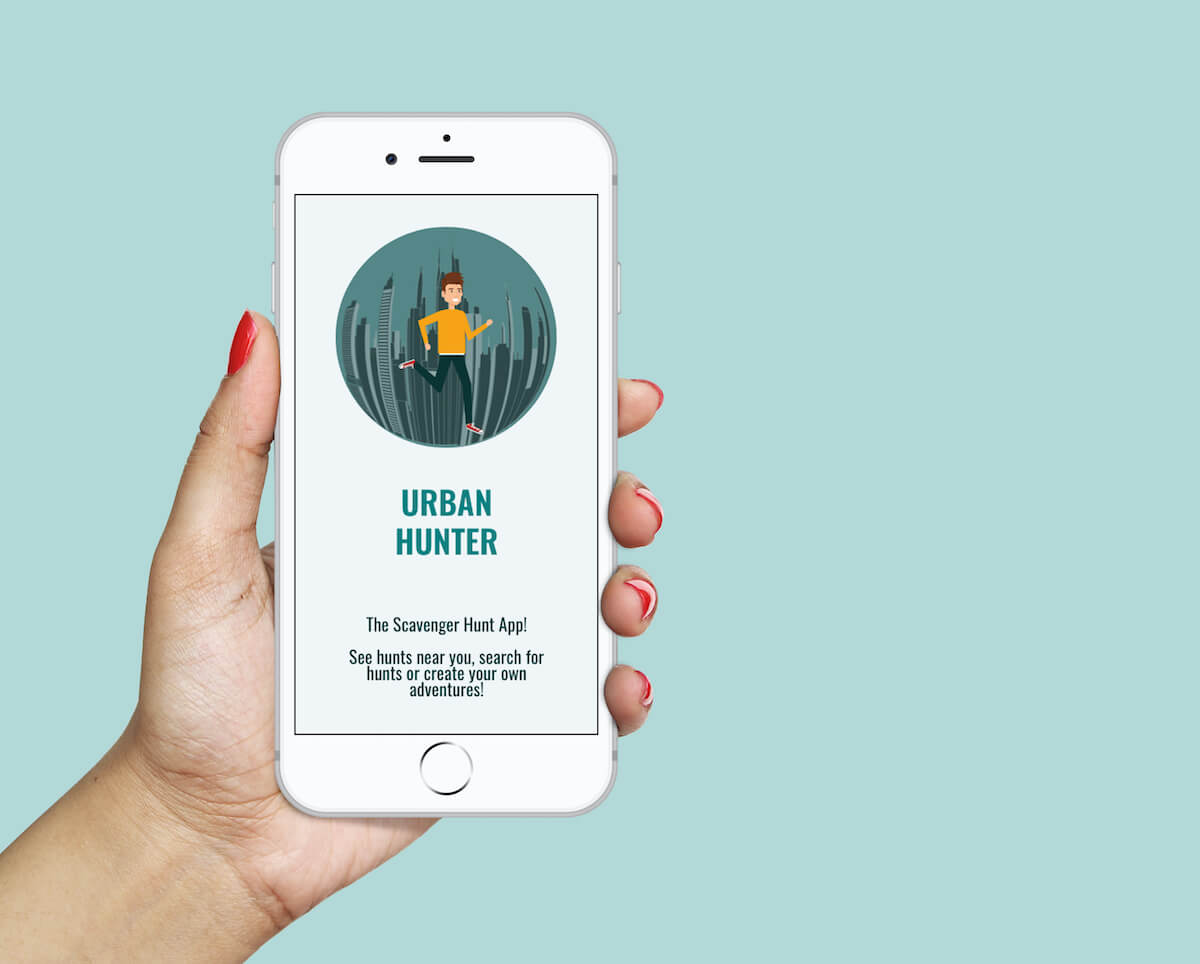 URBAN
HUNTER
The Scavenger Hunt App!
See hunts near you, search for
hunts or create your own
adventures!